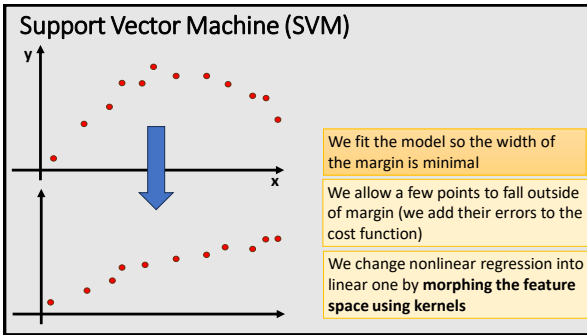 Support Vector Machine (SVM)
y
x
We fit the model so the width of
the margin is minimal
We allow a few points to fall outside
of margin (we add their errors to the
cost function)
We change nonlinear regression into
linear one by morphing the feature
space using kernels